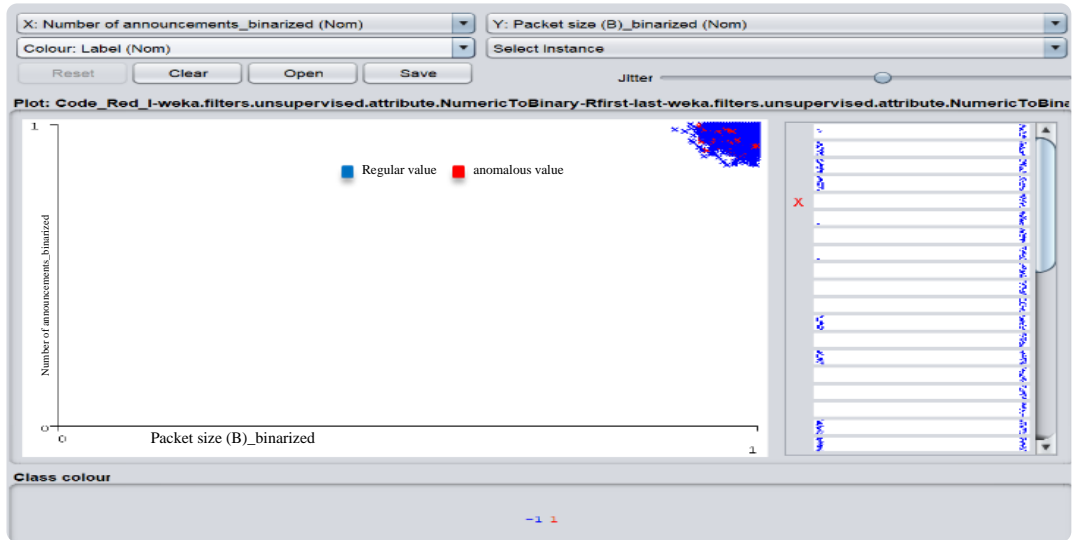 X: Number of announcements_binarized (Nom)
Y: Packet size (B)_binarized (Nom)
Colour: Label (Nom)
Select Instance
Reset
Clear
Open
Save
Jitter
Plot: Code_Red_I-weka.filters.unsupervised.attribute.NumericToBinary-Rfirst-last-weka.filters.unsupervised.attribute.NumericToBina
1
Regular value
anomalous value
X
Number of announcements_binarized
0
0
Packet size (B)_binarized
1
Class colour
-1 1